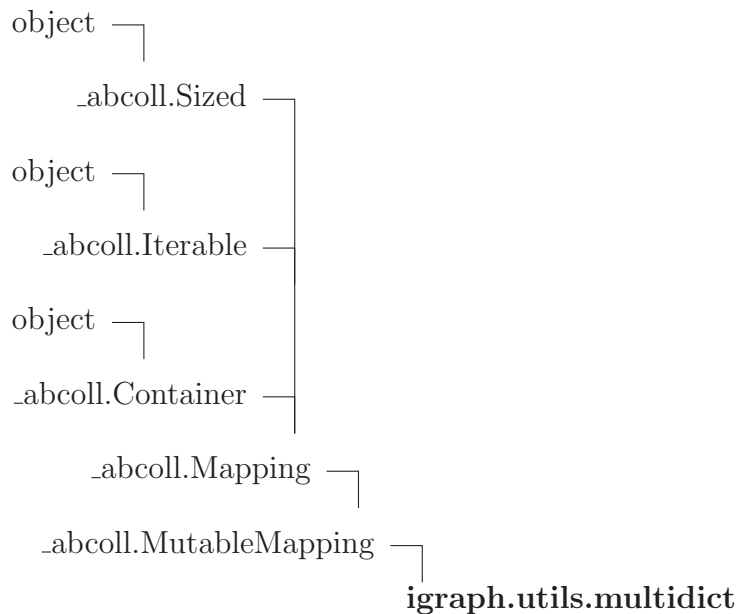 object
_abcoll.Sized
object
_abcoll.Iterable
object
_abcoll.Container
_abcoll.Mapping
_abcoll.MutableMapping
igraph.utils.multidict